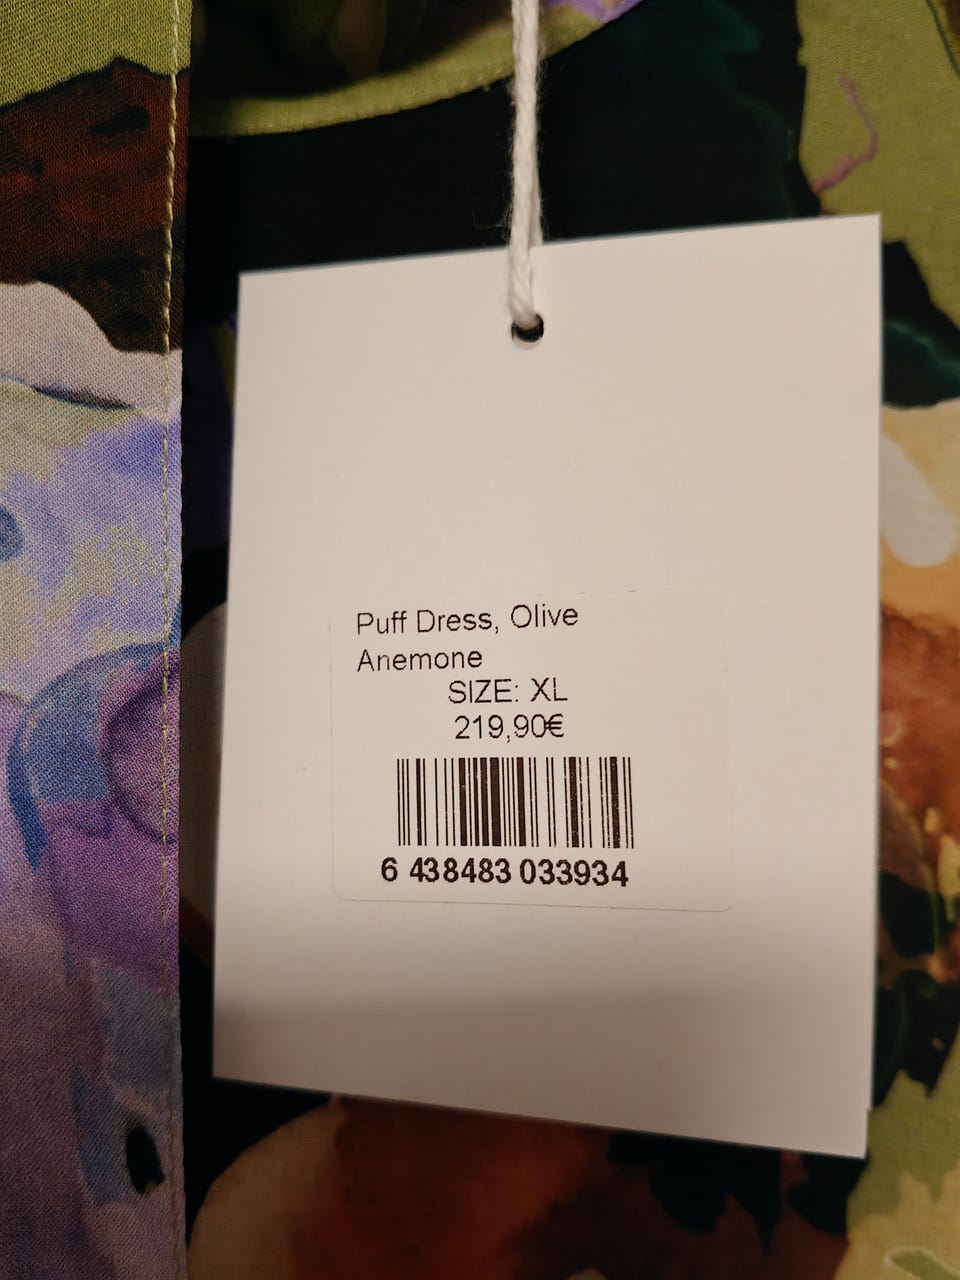 Puff Dress, Olive
Anemone
SIZE: XL
219,90€
6 438483 033934